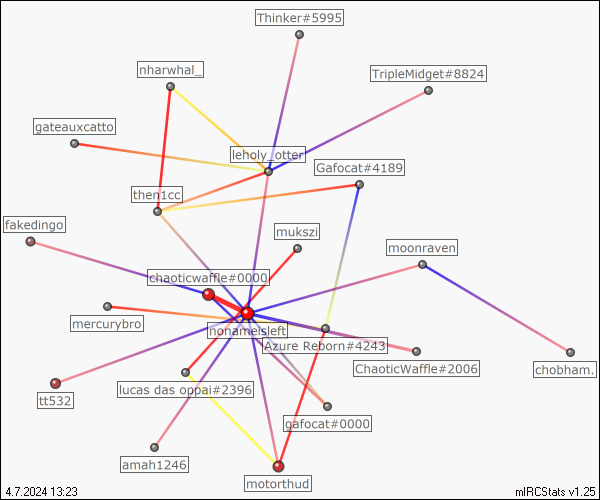 Thinker#5995
nharwhal_
TripleMidget#8824
gateauxcatto
leholy_otter
Gafocat#4189
then1cc
fakedingo
mukszi
moonraven
chaoticwaffle#0000
mercurybro
nonameisleft
Azure Reborn#4243
ChaoticWaffle#2006
chobham.
tt532
lucas das oppai#2396
gafocat#0000
amah1246
motorthud
4.7.2024 13:23
mIRCStats v1.25